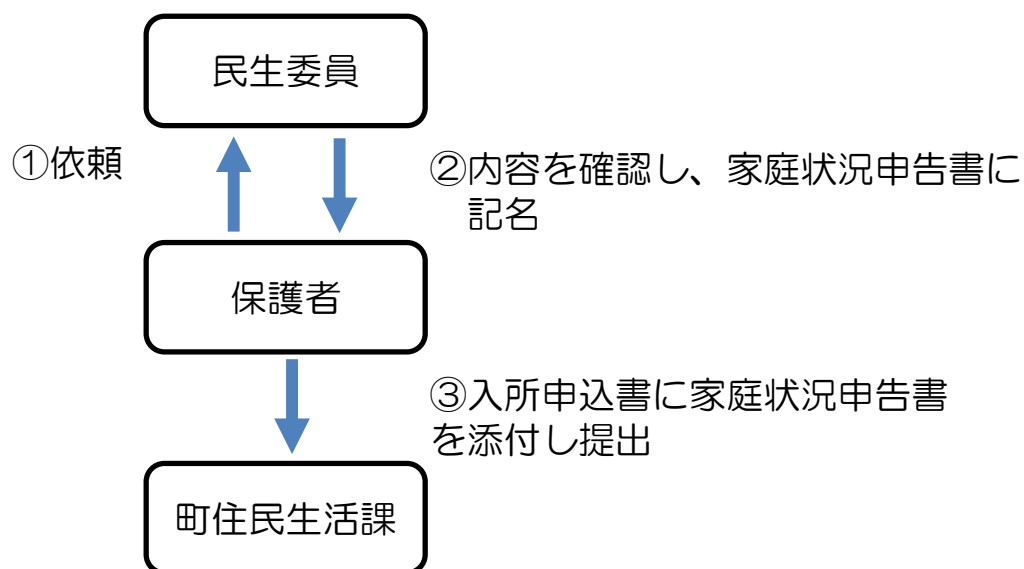 民生委員
①依頼
②内容を確認し、家庭状況申告書に
記名
保護者
③入所申込書に家庭状況申告書
を添付し提出
町住民生活課